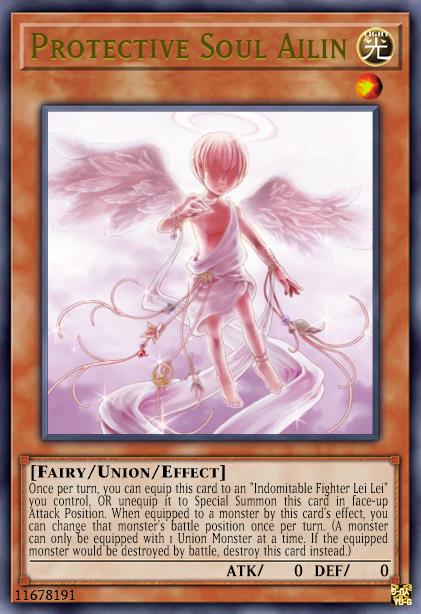 Protective Soul Ailin
LIGHT
光
[Fairy/Union/Effect]
Once per turn, you can equip this card to an "Indomitable Fighter Lei Lei"
you control, OR unequip it to Special Summon this card in face-up
Attack Position. When equipped to a monster by this card's effect, you
can change that monster's battle position once per turn. (A monster
can only be equipped with 1 Union Monster at a time. If the equipped
monster would be destroyed by battle, destroy this card instead.)
ATK/ 0 DEF/ 0
11678191